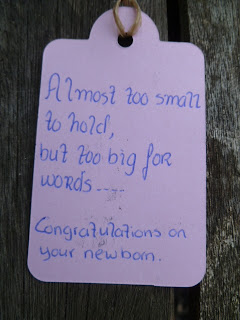 Almost too small
to hold,
but too big for
words.....
Congratulations on
your newborn.